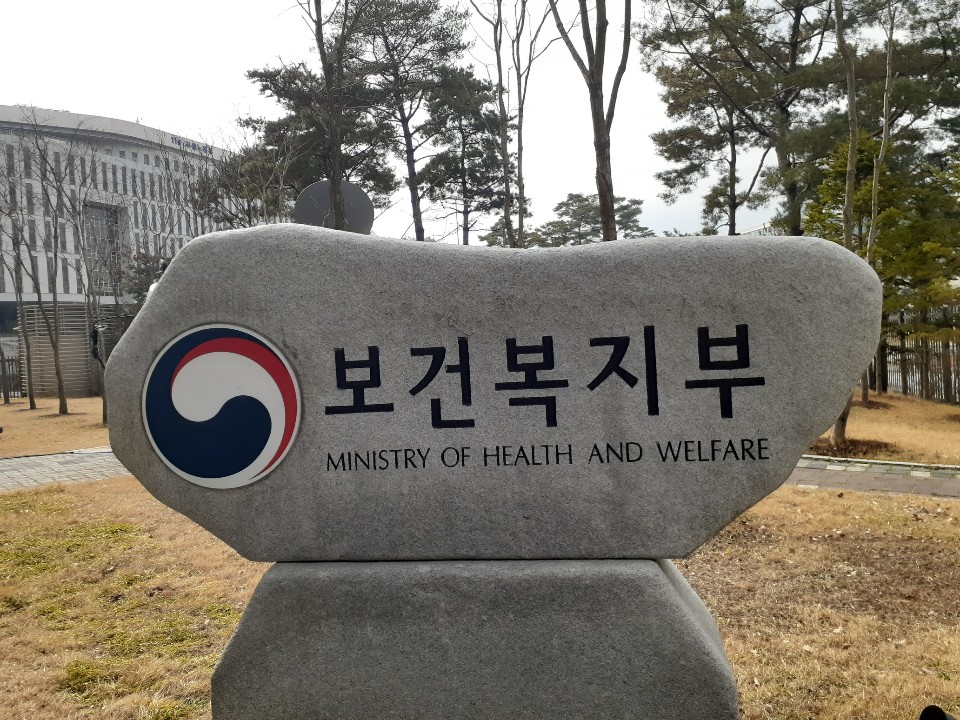 보건복지부
MINISTRY OF HEALTH AND WELFARE